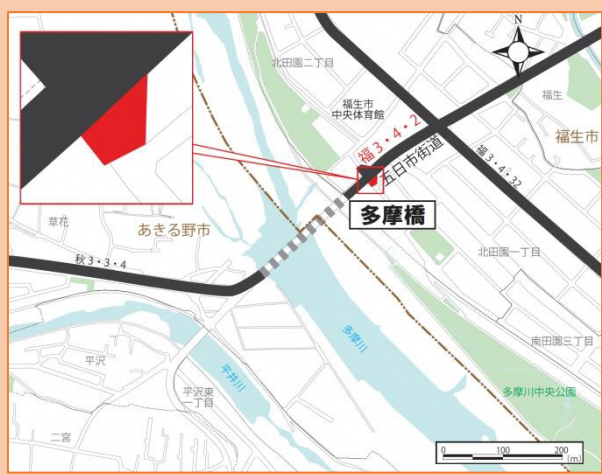 N
北田園二丁目
福生市
中央体育館
福生
福生市
福3・4・2
五日市街道
福3・4・32
多摩橋
草花
あきる野市
北田園一丁目
秋3・3・4
南田園三丁目
多摩川
平沢
平井川
平沢東
一丁目
多摩川中央公園
二宮
0 100 200
(m)